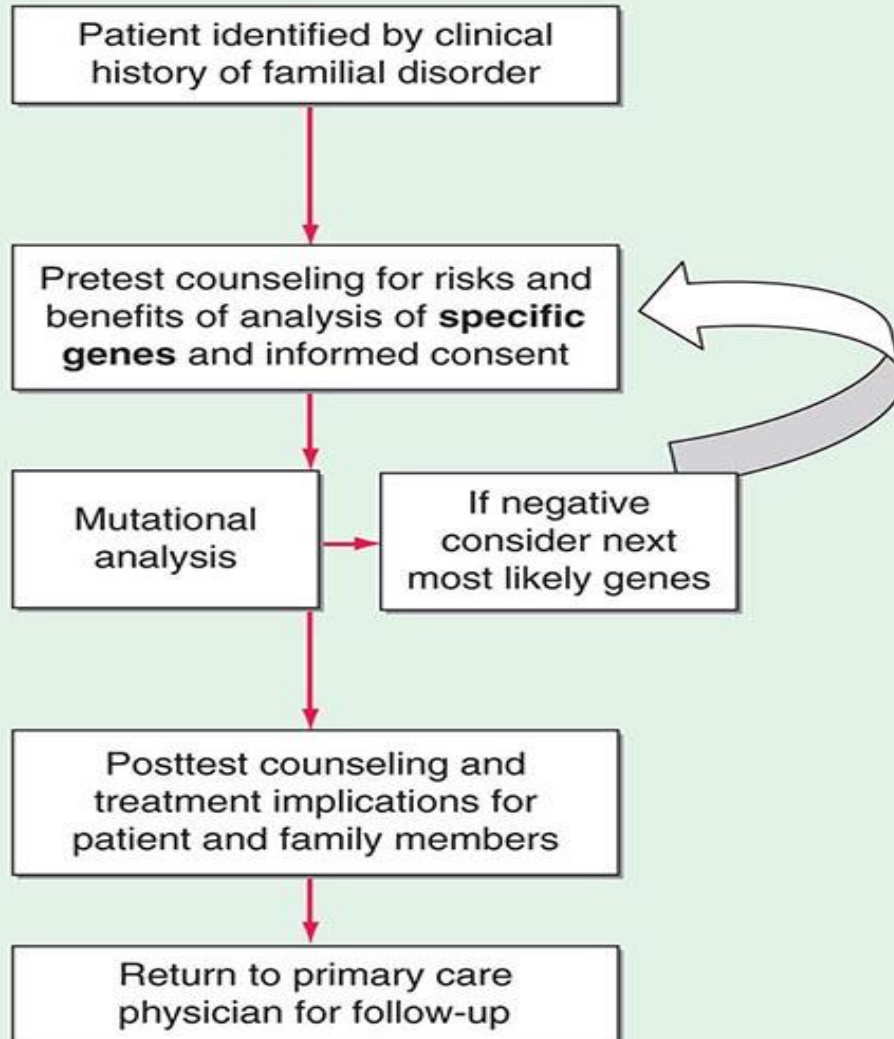 Patient identified by clinical
history of familial disorder
Pretest counseling for risks and
benefits of analysis of specific
genes and informed consent
Mutational
analysis
If negative
consider next
most likely genes
Posttest counseling and
treatment implications for
patient and family members
Return to primary care
physician for follow-up